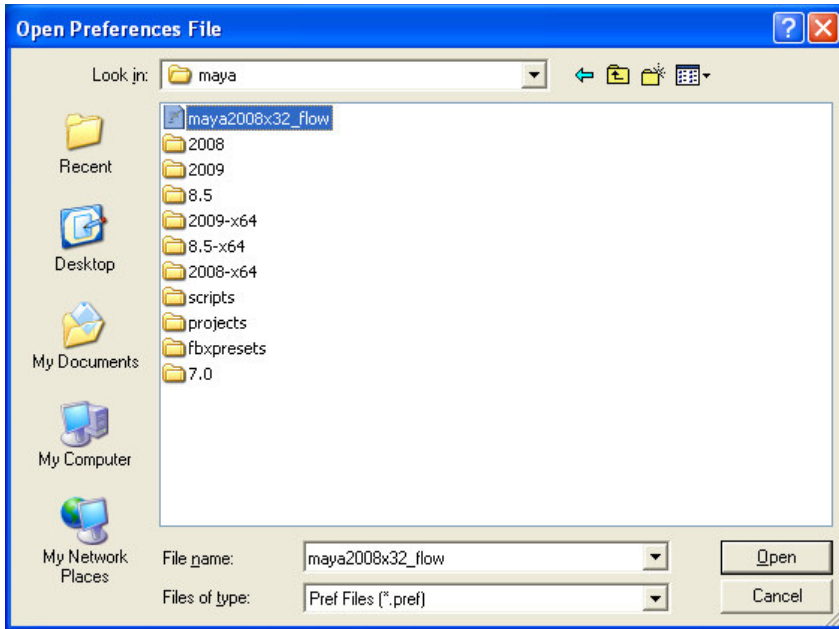 Open Preferences File
Look in: maya
maya2008x32_flow
2008
2009
8.5
2009-x64
8.5-x64
2008-x64
scripts
projects
fbxpresets
7.0
Recent
Desktop
My Documents
My Computer
My Network
Places
File name: maya2008x32_flow Open
Files of type: Pref Files (*.pref) Cancel